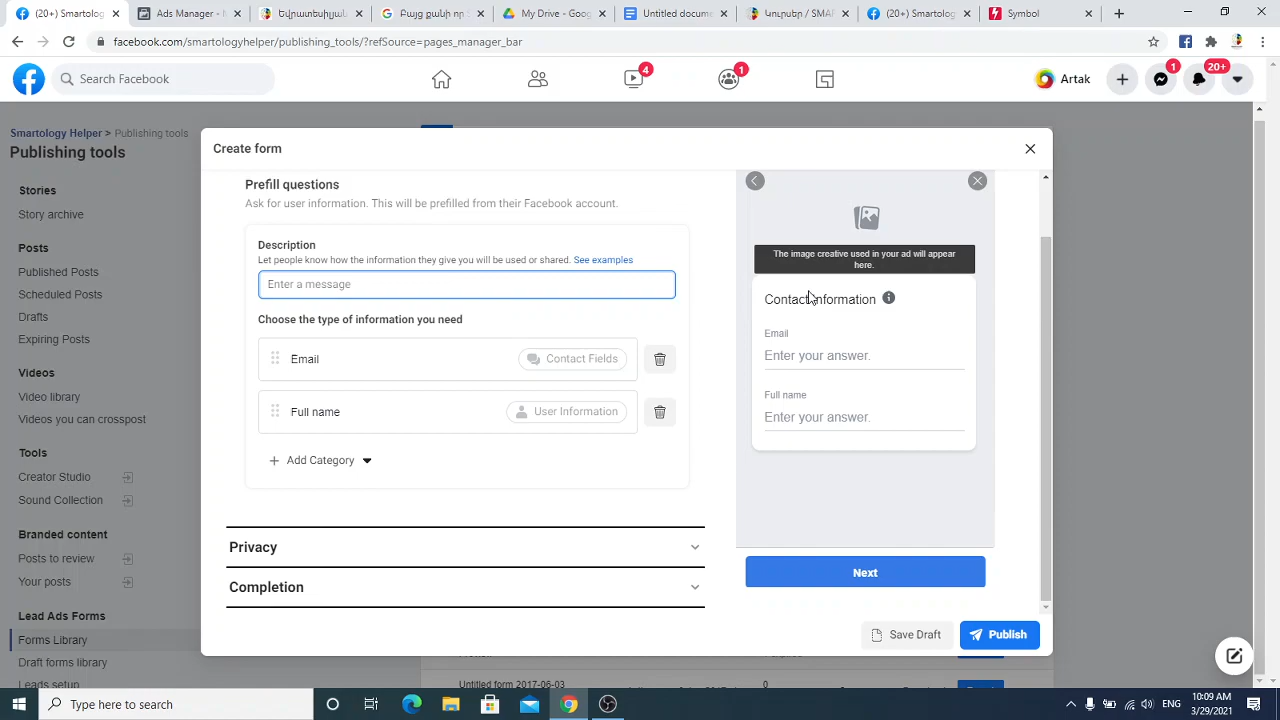 (20+) Smartolog
Ads Manager - M
Ընդունտուիլ
Րացդ զաւիր դ
My Drive - Goog
Untitled docum
/ SMAR
(20+) Smartolog
Symbol
facebook.com/smartologyhelper/publishing_tools/?refSource=pages_manager_bar
Search Facebook
4
1
Artak
1
20+
Smartology Helper > Publishing tools
Publishing tools
Stories
Story archive
Posts
Published Posts
Scheduled Posts
Drafts
Expiring Posts
Videos
Video library
Videos you can crosspost
Tools
Creator Studio
Sound Collection
Branded content
Posts to review
Your posts
Lead Ads Forms
Forms Library
Draft forms library
Leads setup
Create form
Prefill questions
Ask for user information. This will be prefilled from their Facebook account.
Description
Let people know how the information they give you will be used or shared. See examples
Enter a message
Choose the type of information you need
Email
Contact Fields
Full name
User Information
Add Category
Privacy
Completion
The image creative used in your ad will appear
here.
Contact information
Email
Enter your answer.
Full name
Enter your answer.
Next
Save Draft
Publish
Untitled form 2017-06-03
0
Type here to search
ENG
10:09 AM
3/29/2021